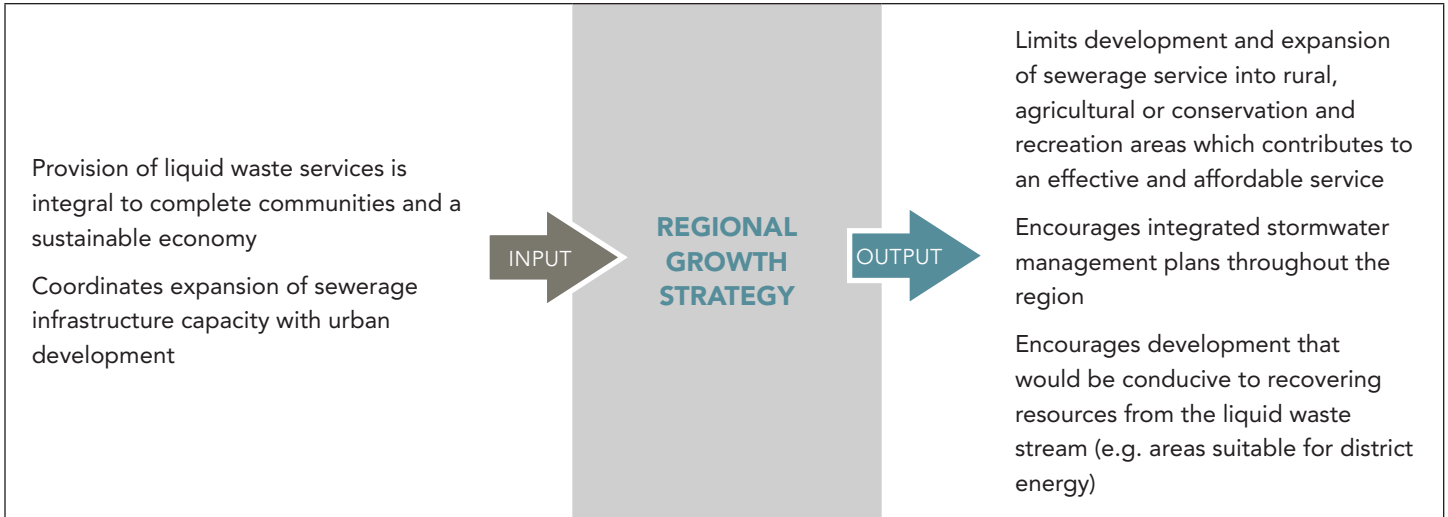 Provision of liquid waste services is
integral to complete communities and a
sustainable economy
Coordinates expansion of sewerage
infrastructure capacity with urban
development
INPUT
REGIONAL
GROWTH
STRATEGY
OUTPUT
Limits development and expansion
of sewerage service into rural,
agricultural or conservation and
recreation areas which contributes to
an effective and affordable service
Encourages integrated stormwater
management plans throughout the
region
Encourages development that
would be conducive to recovering
resources from the liquid waste
stream (e.g. areas suitable for district
energy)